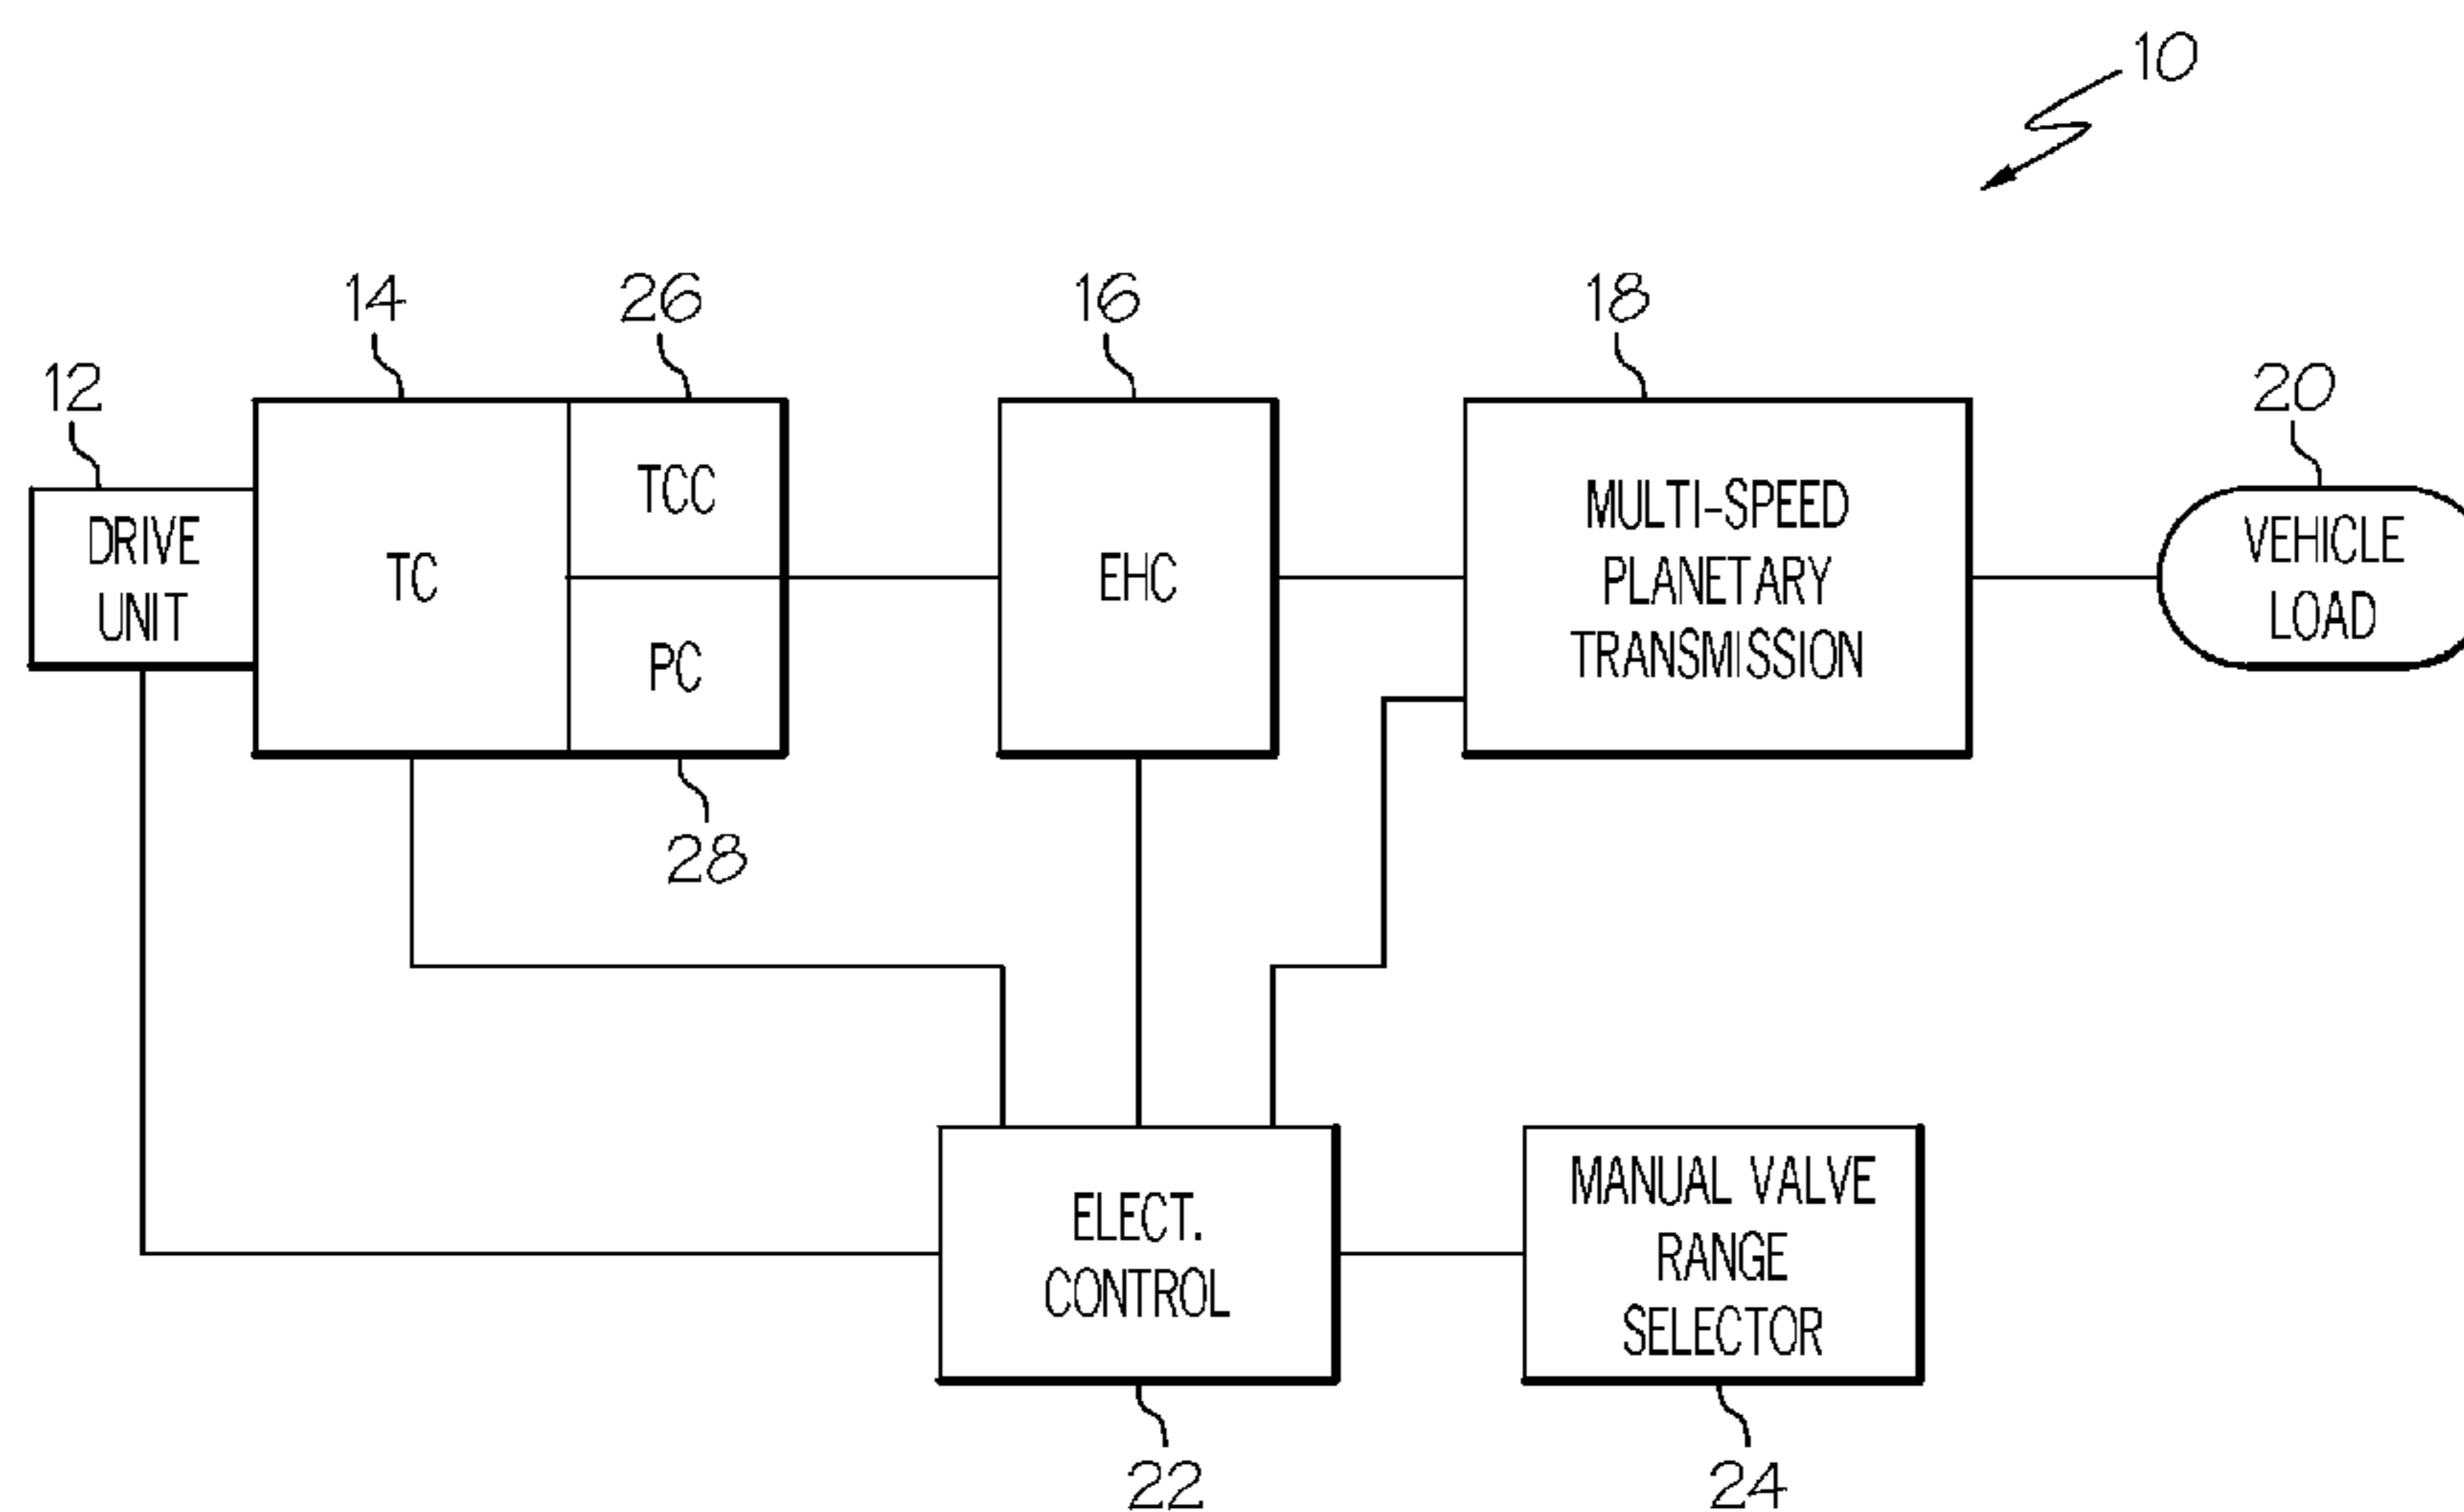 10
14
26
16
18
12
20
DRIVE
UNIT
TC
TCC
PC
EHC
MULTI-SPEED
PLANETARY
TRANSMISSION
VEHICLE
LOAD
28
ELECT.
CONTROL
MANUAL VALVE
RANGE
SELECTOR
22
24